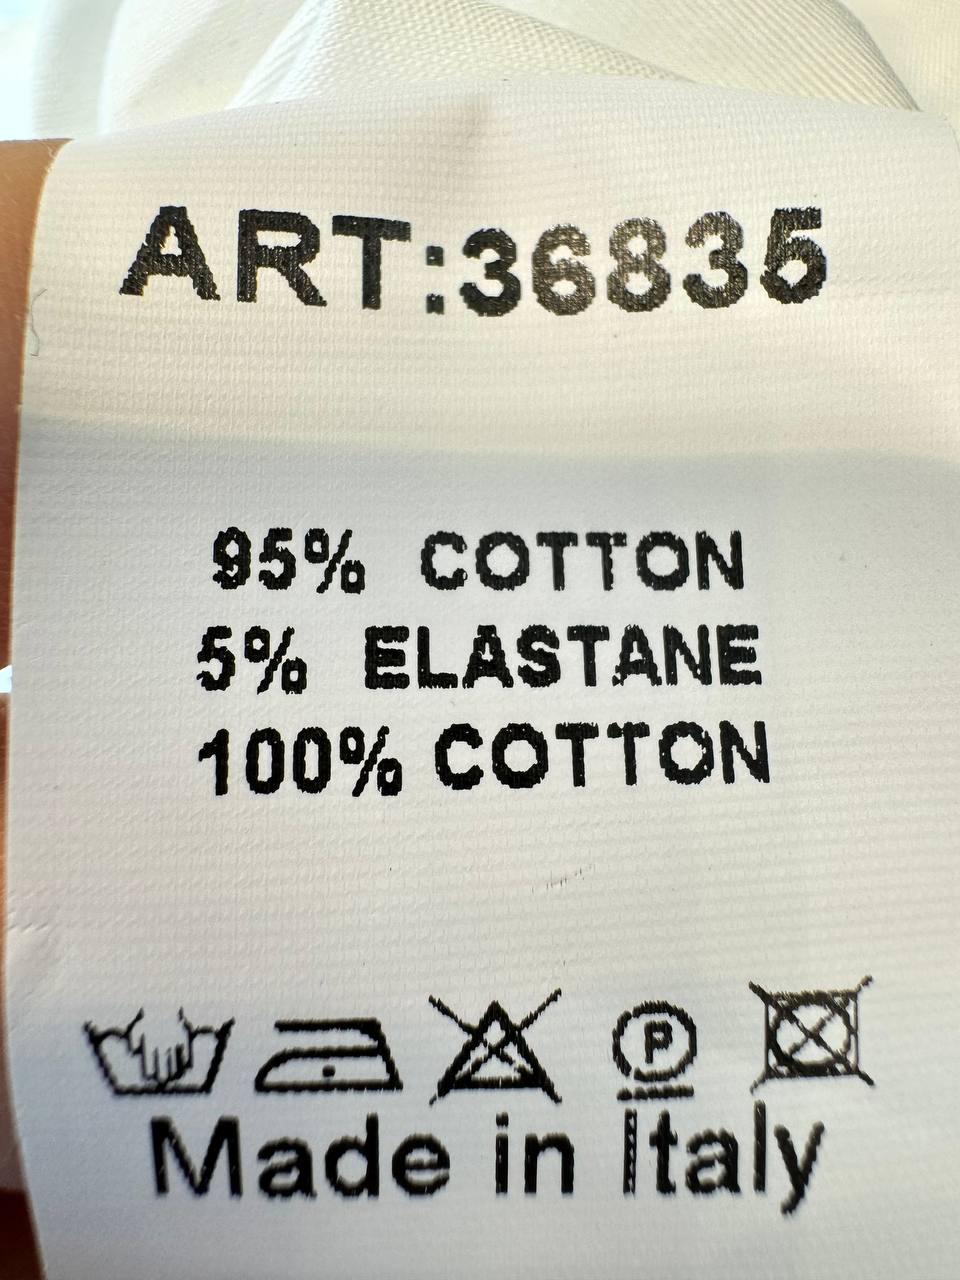 ART:36835
95% COTTON
5% ELASTANE
100% COTTON
P
Made in Italy